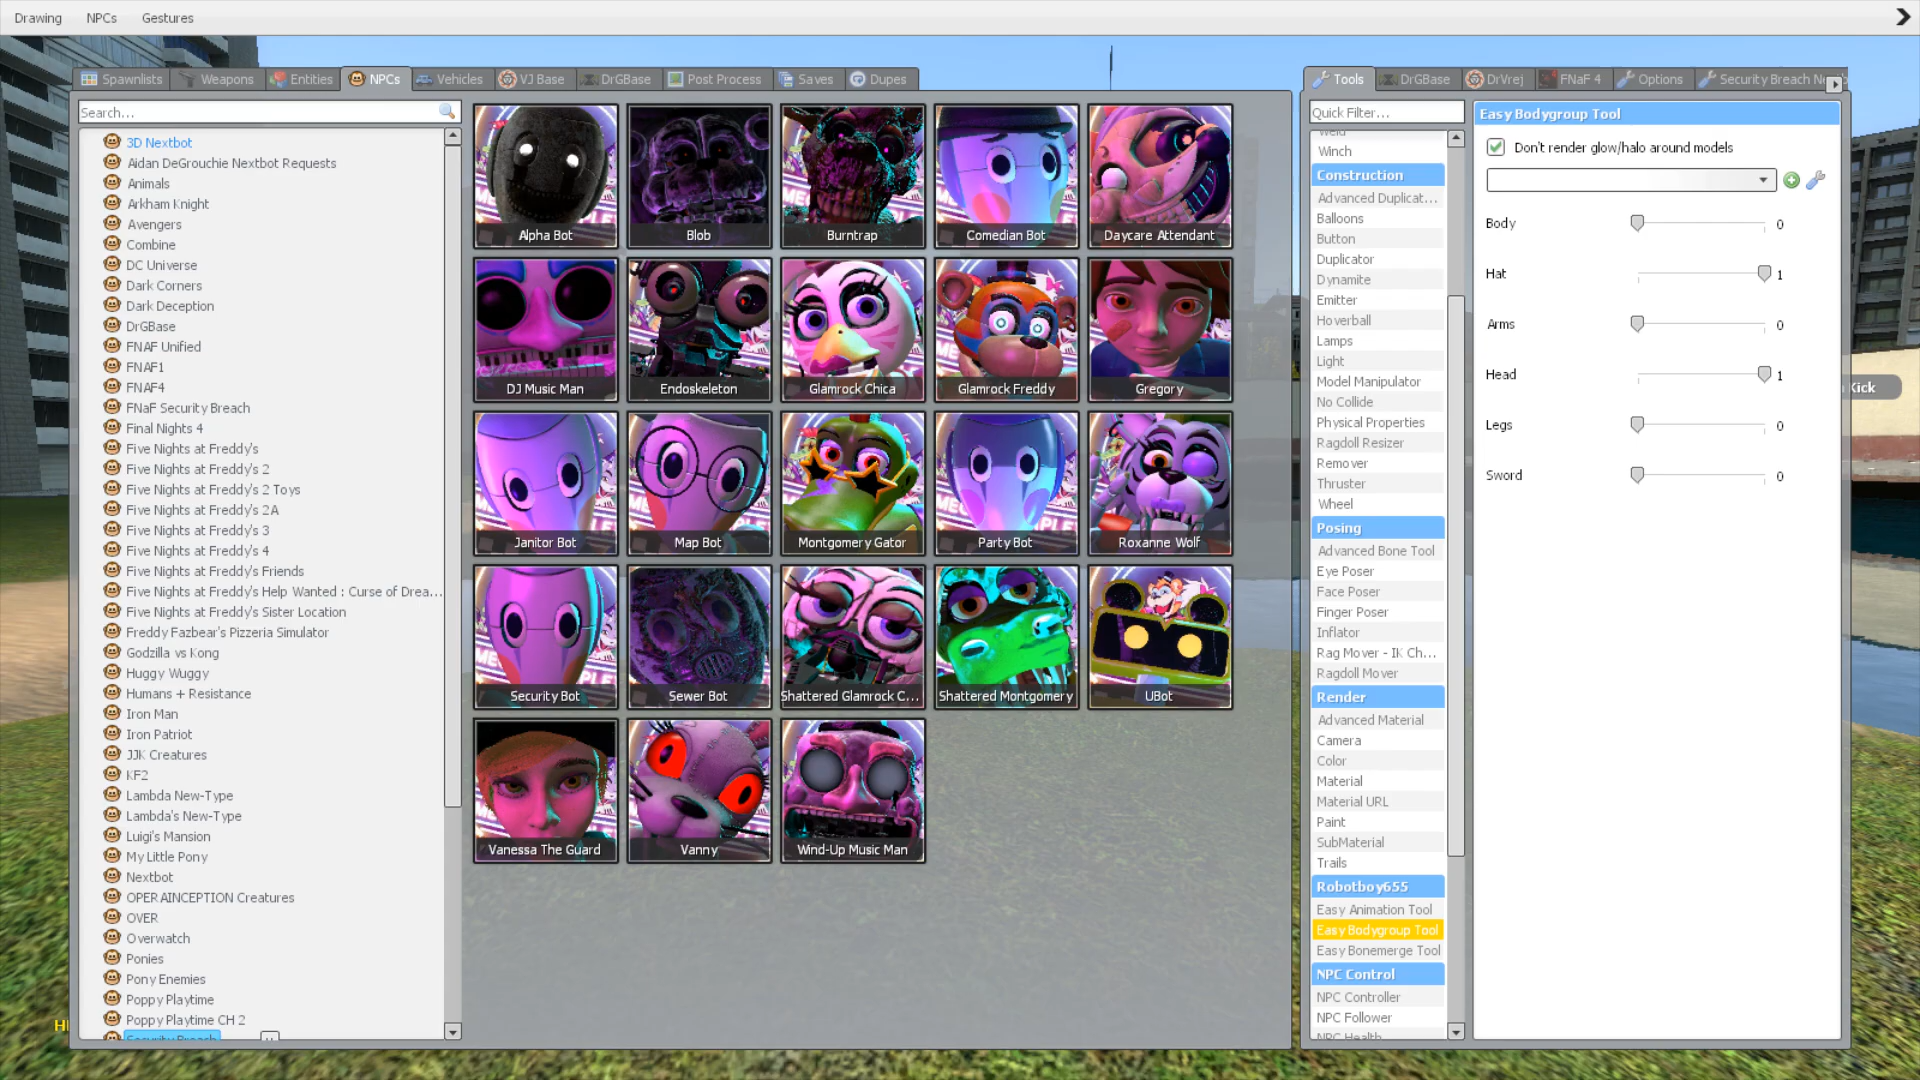 Drawing NPCs Gestures
Spawnlists Weapons Entities NPCs Vehicles VJ Base DrGBase Post Process Saves Dupes
Search...
3D Nextbot
Aidan DeGrouchie Nextbot Requests
Animals
Arkham Knight
Avengers
Combine
DC Universe
Dark Corners
Dark Deception
DrGBase
FNAF Unified
FNAF1
FNAF4
FNaF Security Breach
Final Nights 4
Five Nights at Freddy's
Five Nights at Freddy's 2
Five Nights at Freddy's 2 Toys
Five Nights at Freddy's 2A
Five Nights at Freddy's 3
Five Nights at Freddy's 4
Five Nights at Freddy's Friends
Five Nights at Freddy's Help Wanted : Curse of Drea...
Five Nights at Freddy's Sister Location
Freddy Fazbear's Pizzeria Simulator
Godzilla vs Kong
Huggy Wuggy
Humans + Resistance
Iron Man
Iron Patriot
JJK Creatures
KF2
Lambda New-Type
Lambda's New-Type
Luigi's Mansion
My Little Pony
Nextbot
OPERAINCEPTION Creatures
OVER
Overwatch
Ponies
Pony Enemies
Poppy Playtime
Poppy Playtime CH 2
Security Breach
Alpha Bot Blob Burntrap Comedian Bot Daycare Attendant
DJ Music Man Endoskeleton Glamrock Chica Glamrock Freddy Gregory
Janitor Bot Map Bot Montgomery Gator Party Bot Roxanne Wolf
Security Bot Sewer Bot Shattered Glamrock C... Shattered Montgomery UBot
Vanessa The Guard Vanny Wind-Up Music Man
Tools DrGBase DrVrej FNaF 4 Options Security Breach
Quick Filter...
Weld
Winch
Construction
Advanced Duplicat...
Balloons
Button
Duplicator
Dynamite
Emitter
Hoverball
Lamps
Light
Model Manipulator
No Collide
Physical Properties
Ragdoll Resizer
Remover
Thruster
Wheel
Posing
Advanced Bone Tool
Eye Poser
Face Poser
Finger Poser
Inflator
Rag Mover - IK Ch...
Ragdoll Mover
Render
Advanced Material
Camera
Color
Material
Material URL
Paint
SubMaterial
Trails
Robotboy655
Easy Animation Tool
Easy Bodygroup Tool
Easy Bonemerge Tool
NPC Control
NPC Controller
NPC Follower
NPC Health
Easy Bodygroup Tool
Don't render glow/halo around models
Body 0
Hat 1
Arms 0
Head 1
Legs 0
Sword 0
Kick